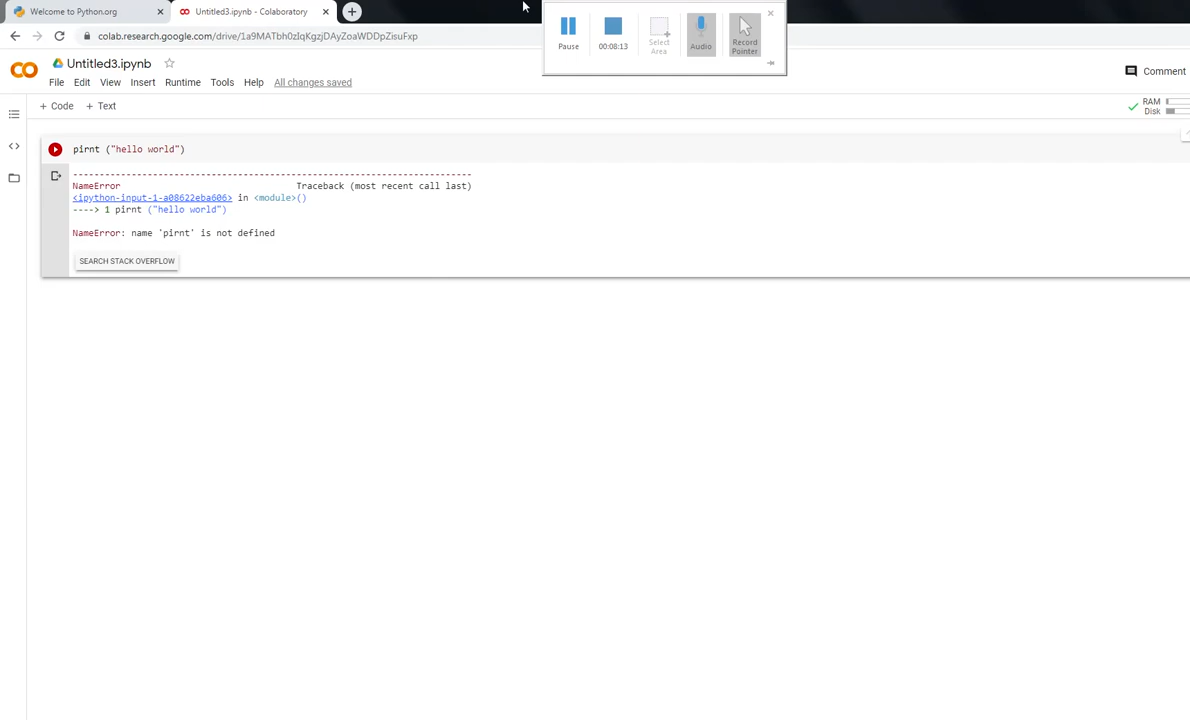 Welcome to Python.org
Untitled3.ipynb - Colaboratory
Pause
00:08:13
Select Area
Audio
Record Pointer
colab.research.google.com/drive/1a9MATbh0zIqKgzjDAyZoaWDDpZisuFxp
Untitled3.ipynb
File Edit View Insert Runtime Tools Help All changes saved
Comment
+ Code + Text
RAM
Disk
pirnt ("hello world")
---------------------------------------------------------------------------
NameError Traceback (most recent call last)
<ipython-input-1-a08622eba606> in <module>()
----> 1 pirnt ("hello world")
NameError: name 'pirnt' is not defined
SEARCH STACK OVERFLOW